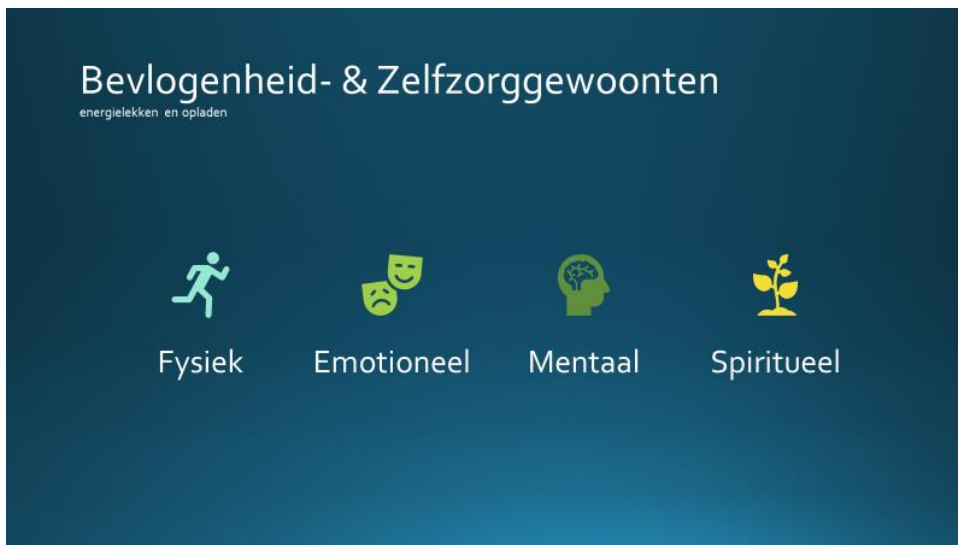 Bevlogenheid- & Zelfzorggewoonten
energielekken en opladen
Fysiek Emotioneel Mentaal Spiritueel